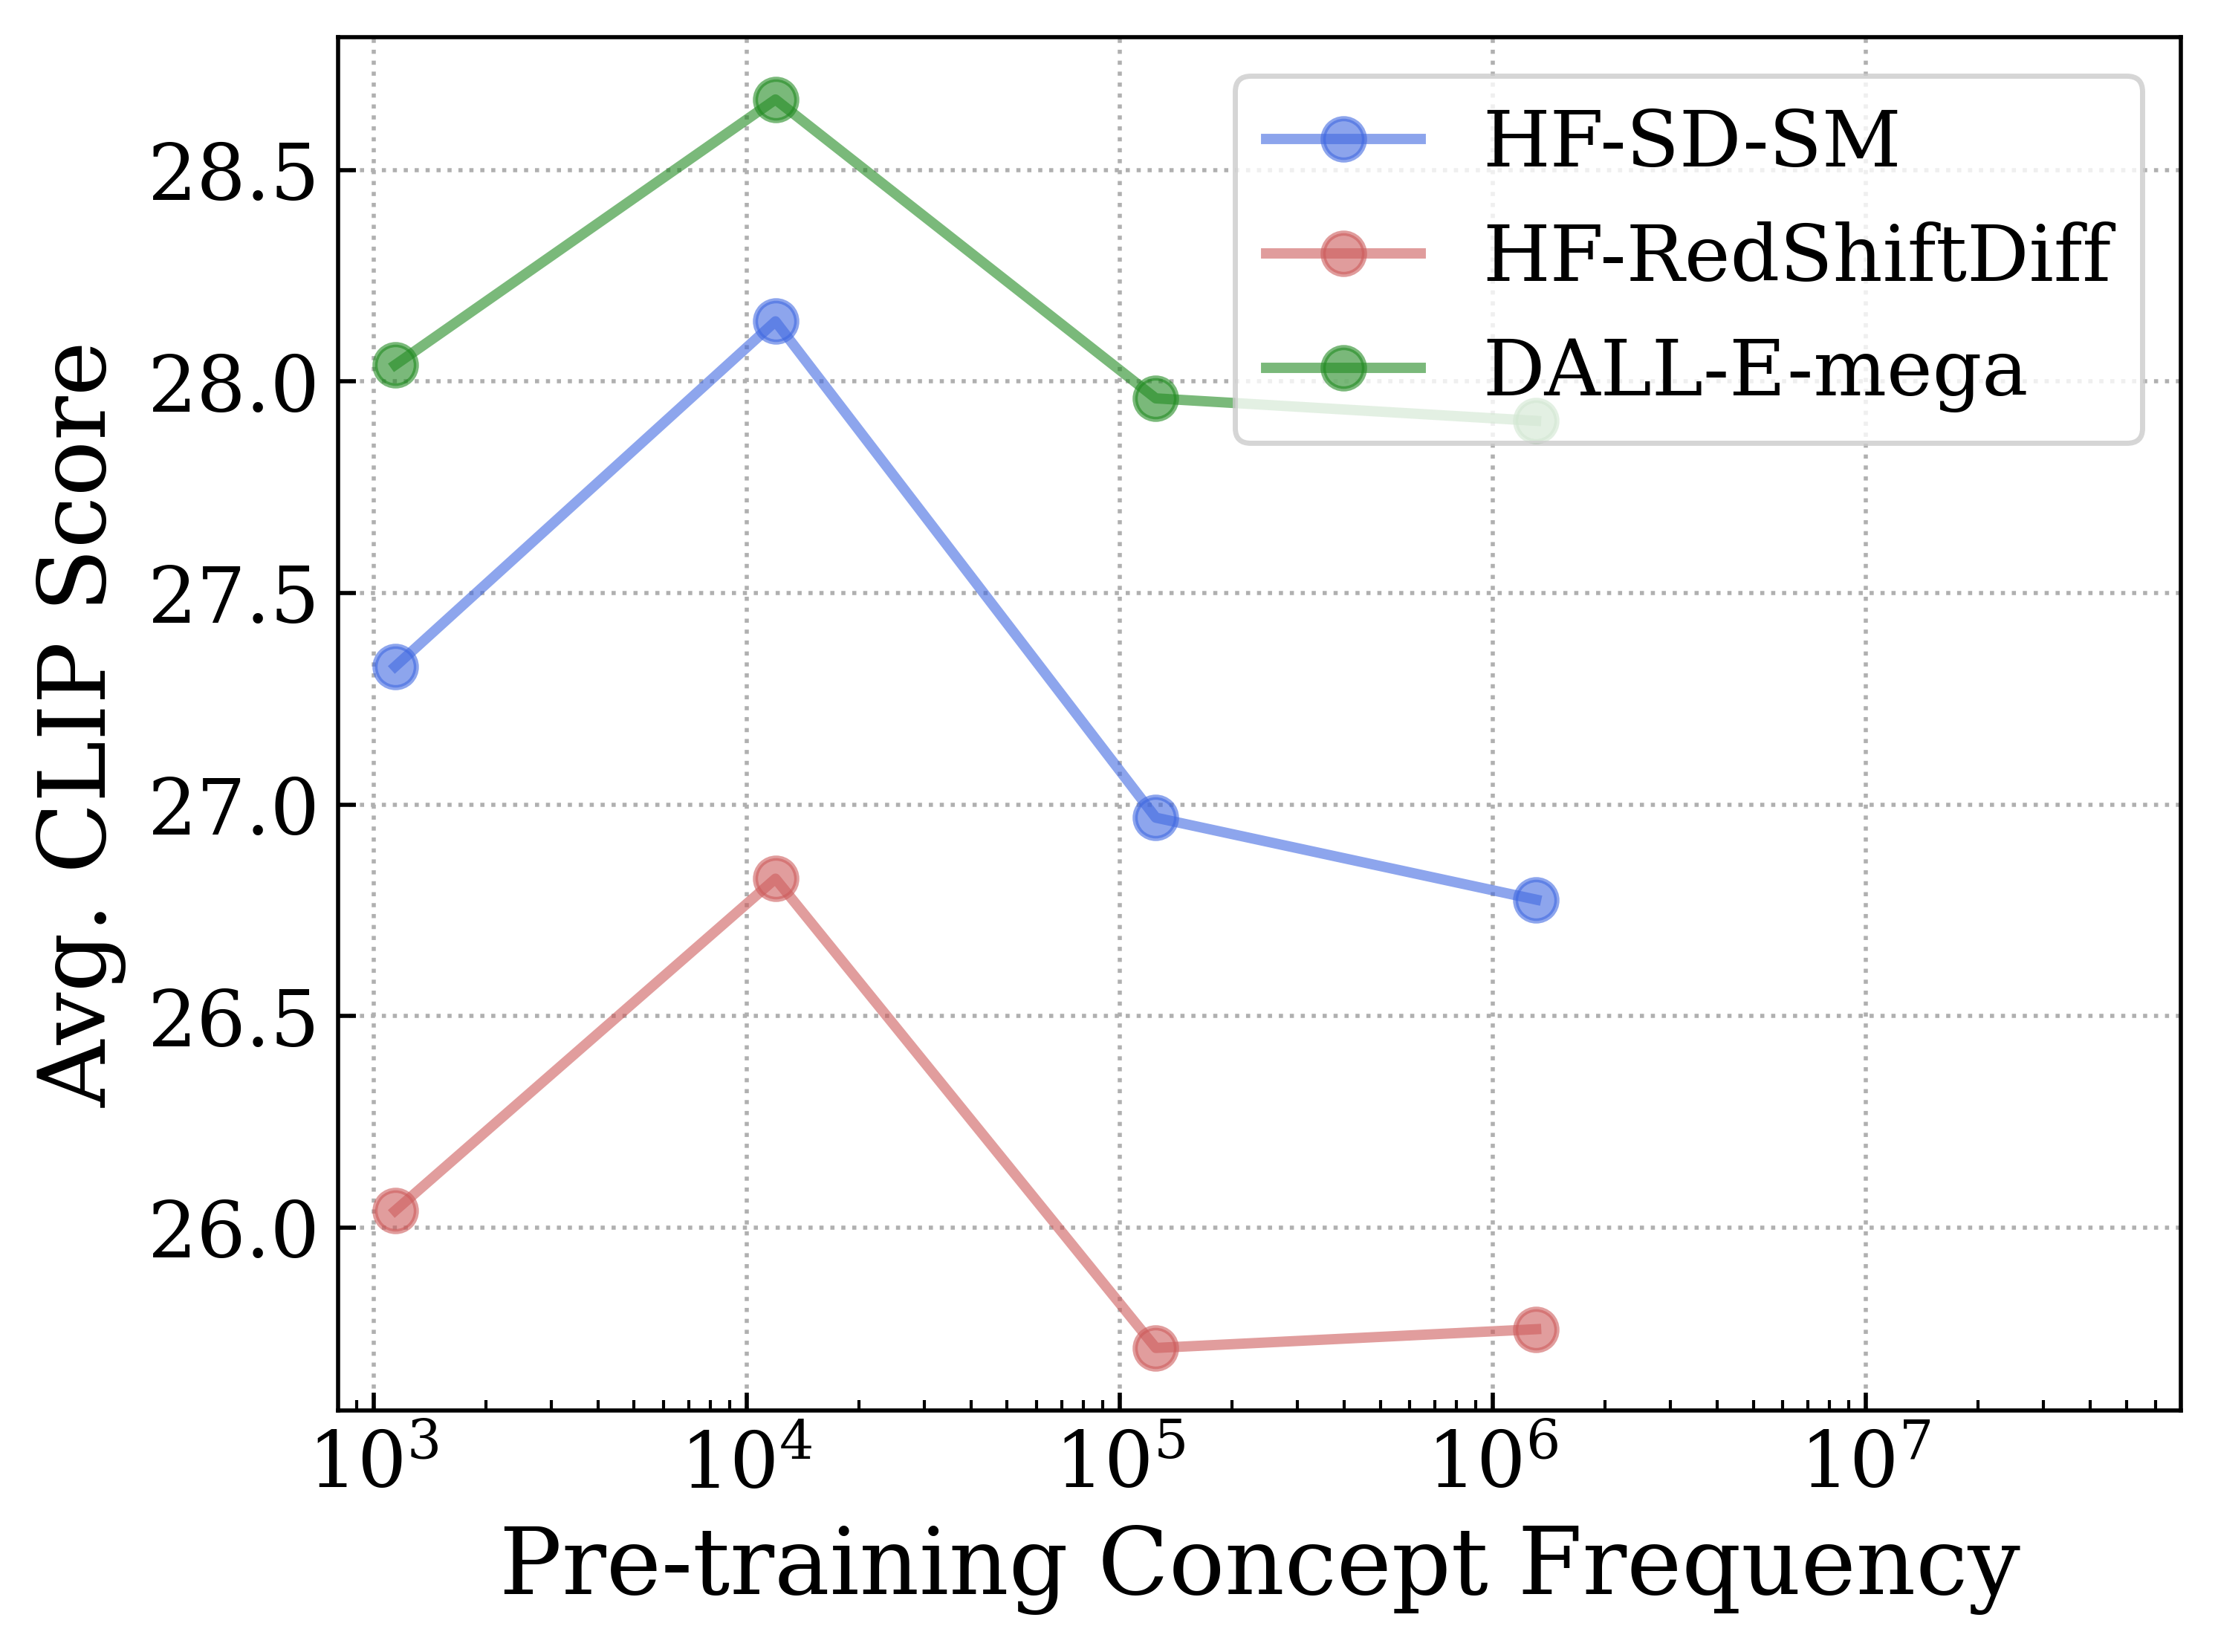 HF-SD-SM
HF-RedShiftDiff
DALL-E-mega
28.5
28.0
27.5
27.0
26.5
26.0
Avg. CLIP Score
10³ 10⁴ 10⁵ 10⁶ 10⁷
Pre-training Concept Frequency